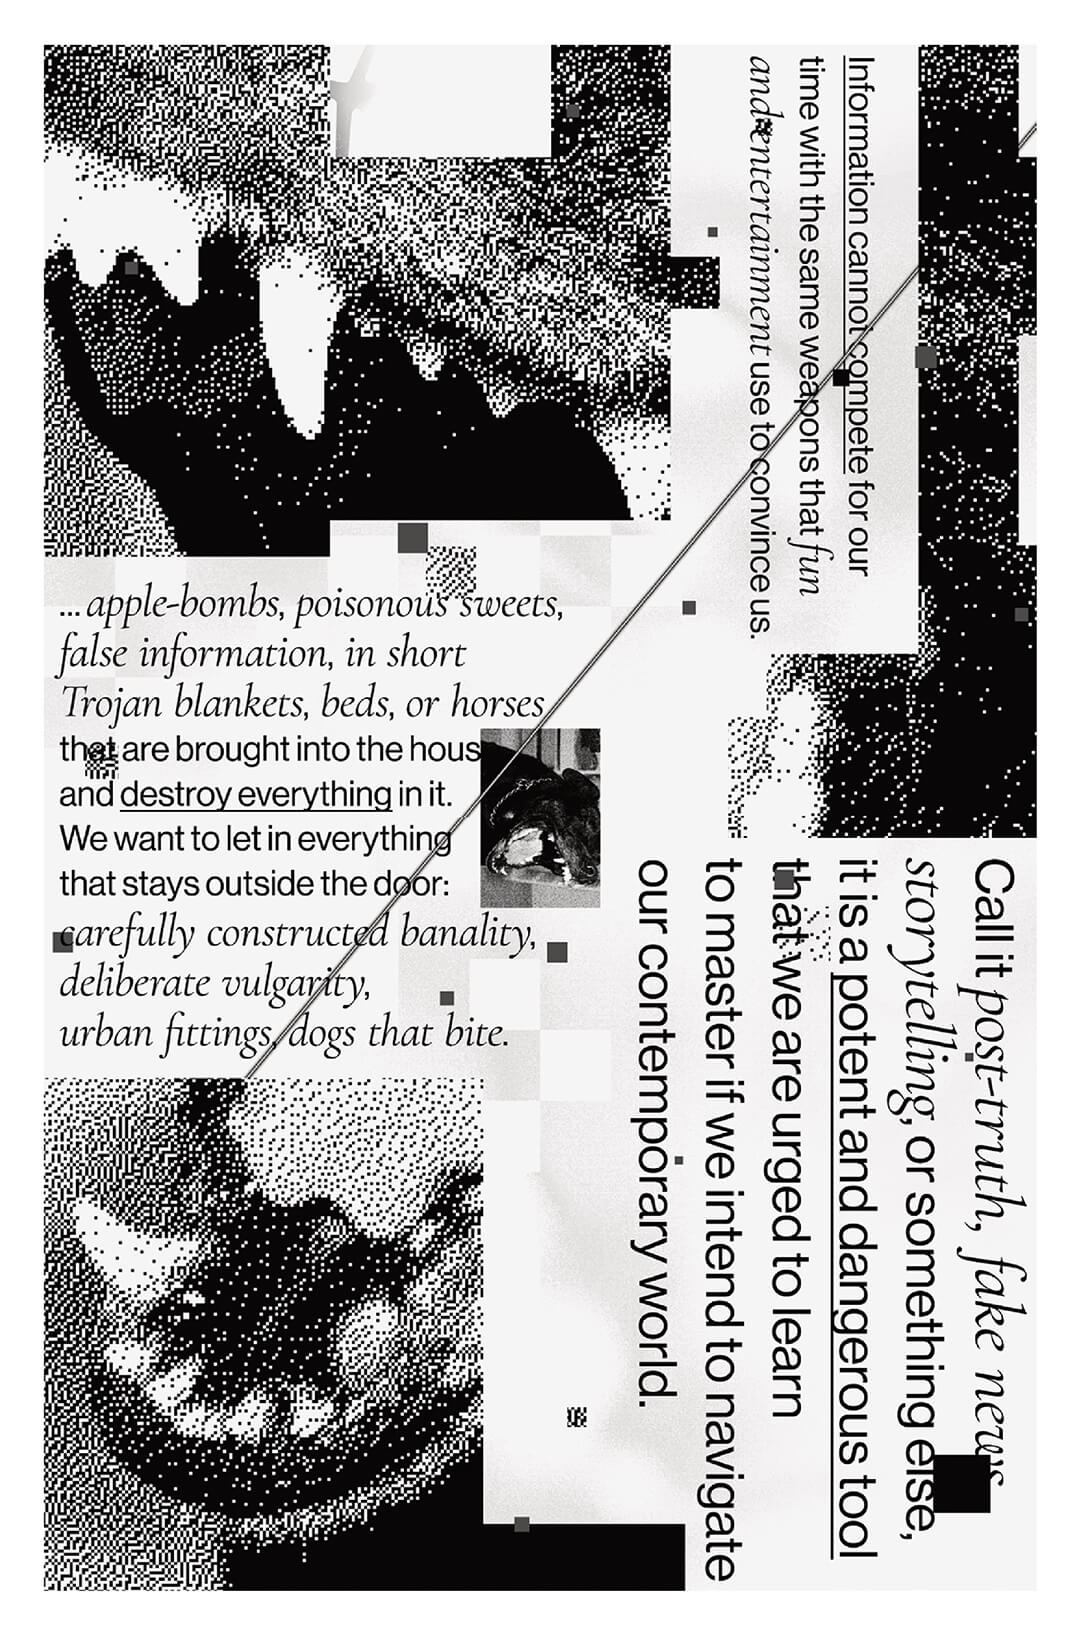 Information cannot compete for our
time with the same weapons that fun
and entertainment use to convince us.
...apple-bombs, poisonous sweets,
false information, in short
Trojan blankets, beds, or horses
that are brought into the hous
and destroy everything in it.
We want to let in everything
that stays outside the door:
carefully constructed banality,
deliberate vulgarity,
urban fittings, dogs that bite.
Call it post-truth, fake news
storytelling, or something else,
it is a potent and dangerous tool
that we are urged to learn
to master if we intend to navigate
our contemporary world.